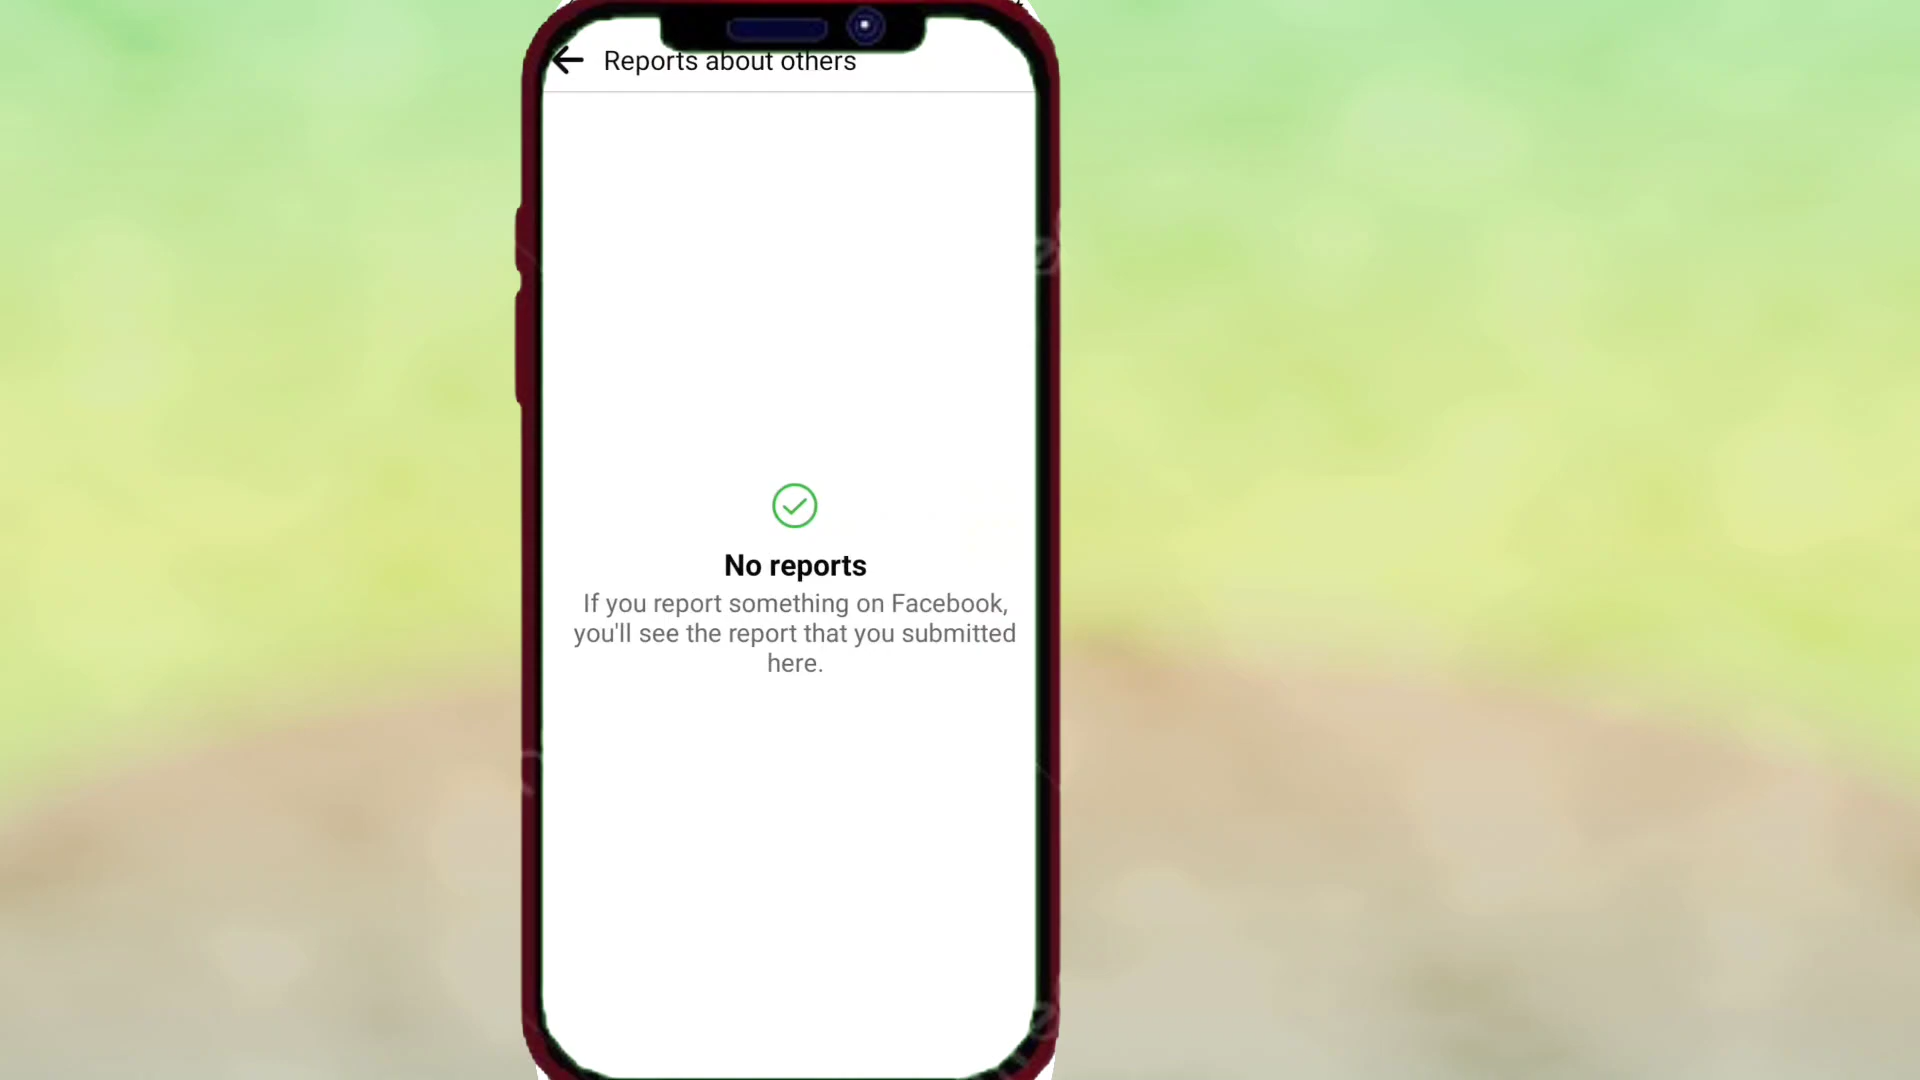 Reports about others
No reports
If you report something on Facebook,
you'll see the report that you submitted
here.